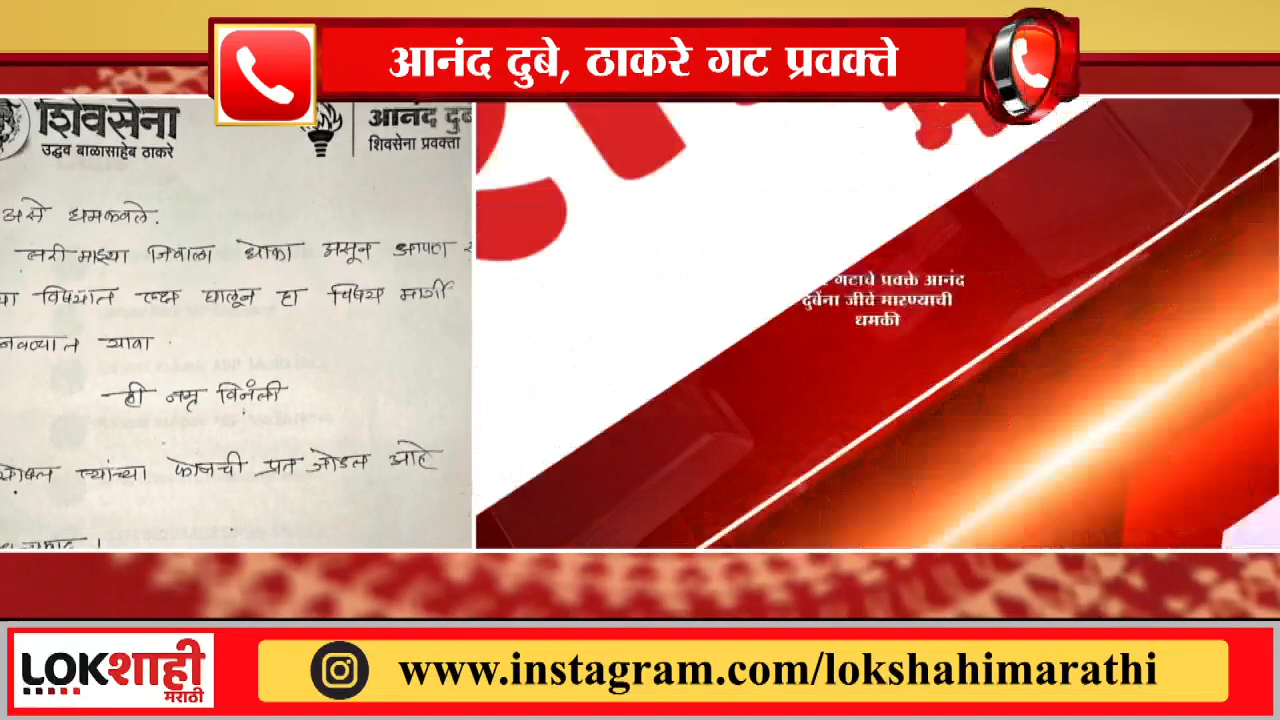 आनंद दुबे, ठाकरे गट प्रवक्ते
शिवसेना
उद्धव बाळासाहेब ठाकरे
आनंद दुबे
शिवसेना प्रवक्ता
असे धमकवले.
तरी माझ्या जिवाला धोका असून आपण
या विषयात लक्ष घालून हा विषय मार्गी
यावा.
ही नम्र विनंती
त्यांच्या फोनची प्रत जोडत आहे
गटाचे प्रवक्ते आनंद
दुबेंना जीवे मारण्याची
धमकी
LOKशाही
मराठी
www.instagram.com/lokshahimarathi